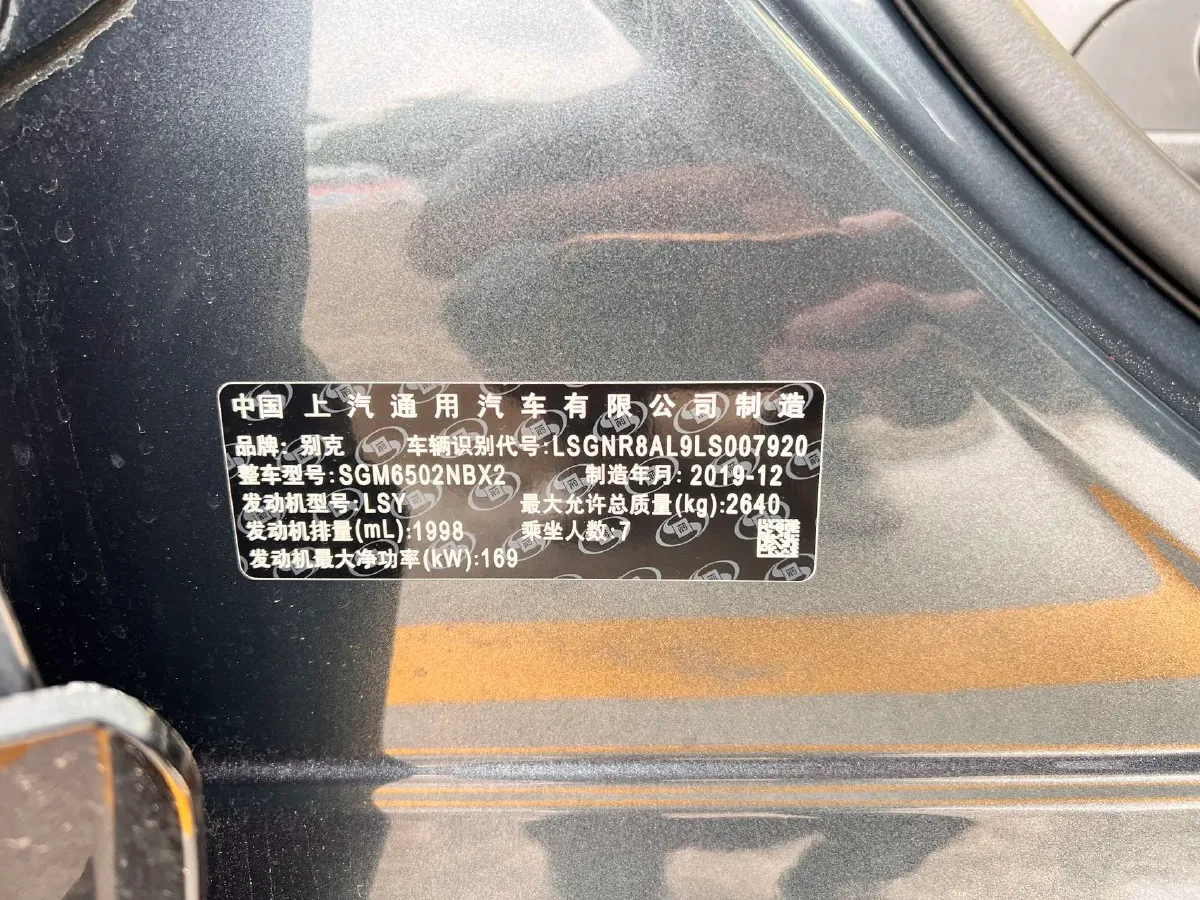 中国上汽通用汽车有限公司制造
品牌: 别克 车辆识别代号:LSGNR8AL9LS007920
整车型号:SGM6502NBX2 制造年月: 2019-12
发动机型号:LSY 最大允许总质量(kg):2640
发动机排量(mL):1998 乘坐人数:7
发动机最大净功率(kW):169